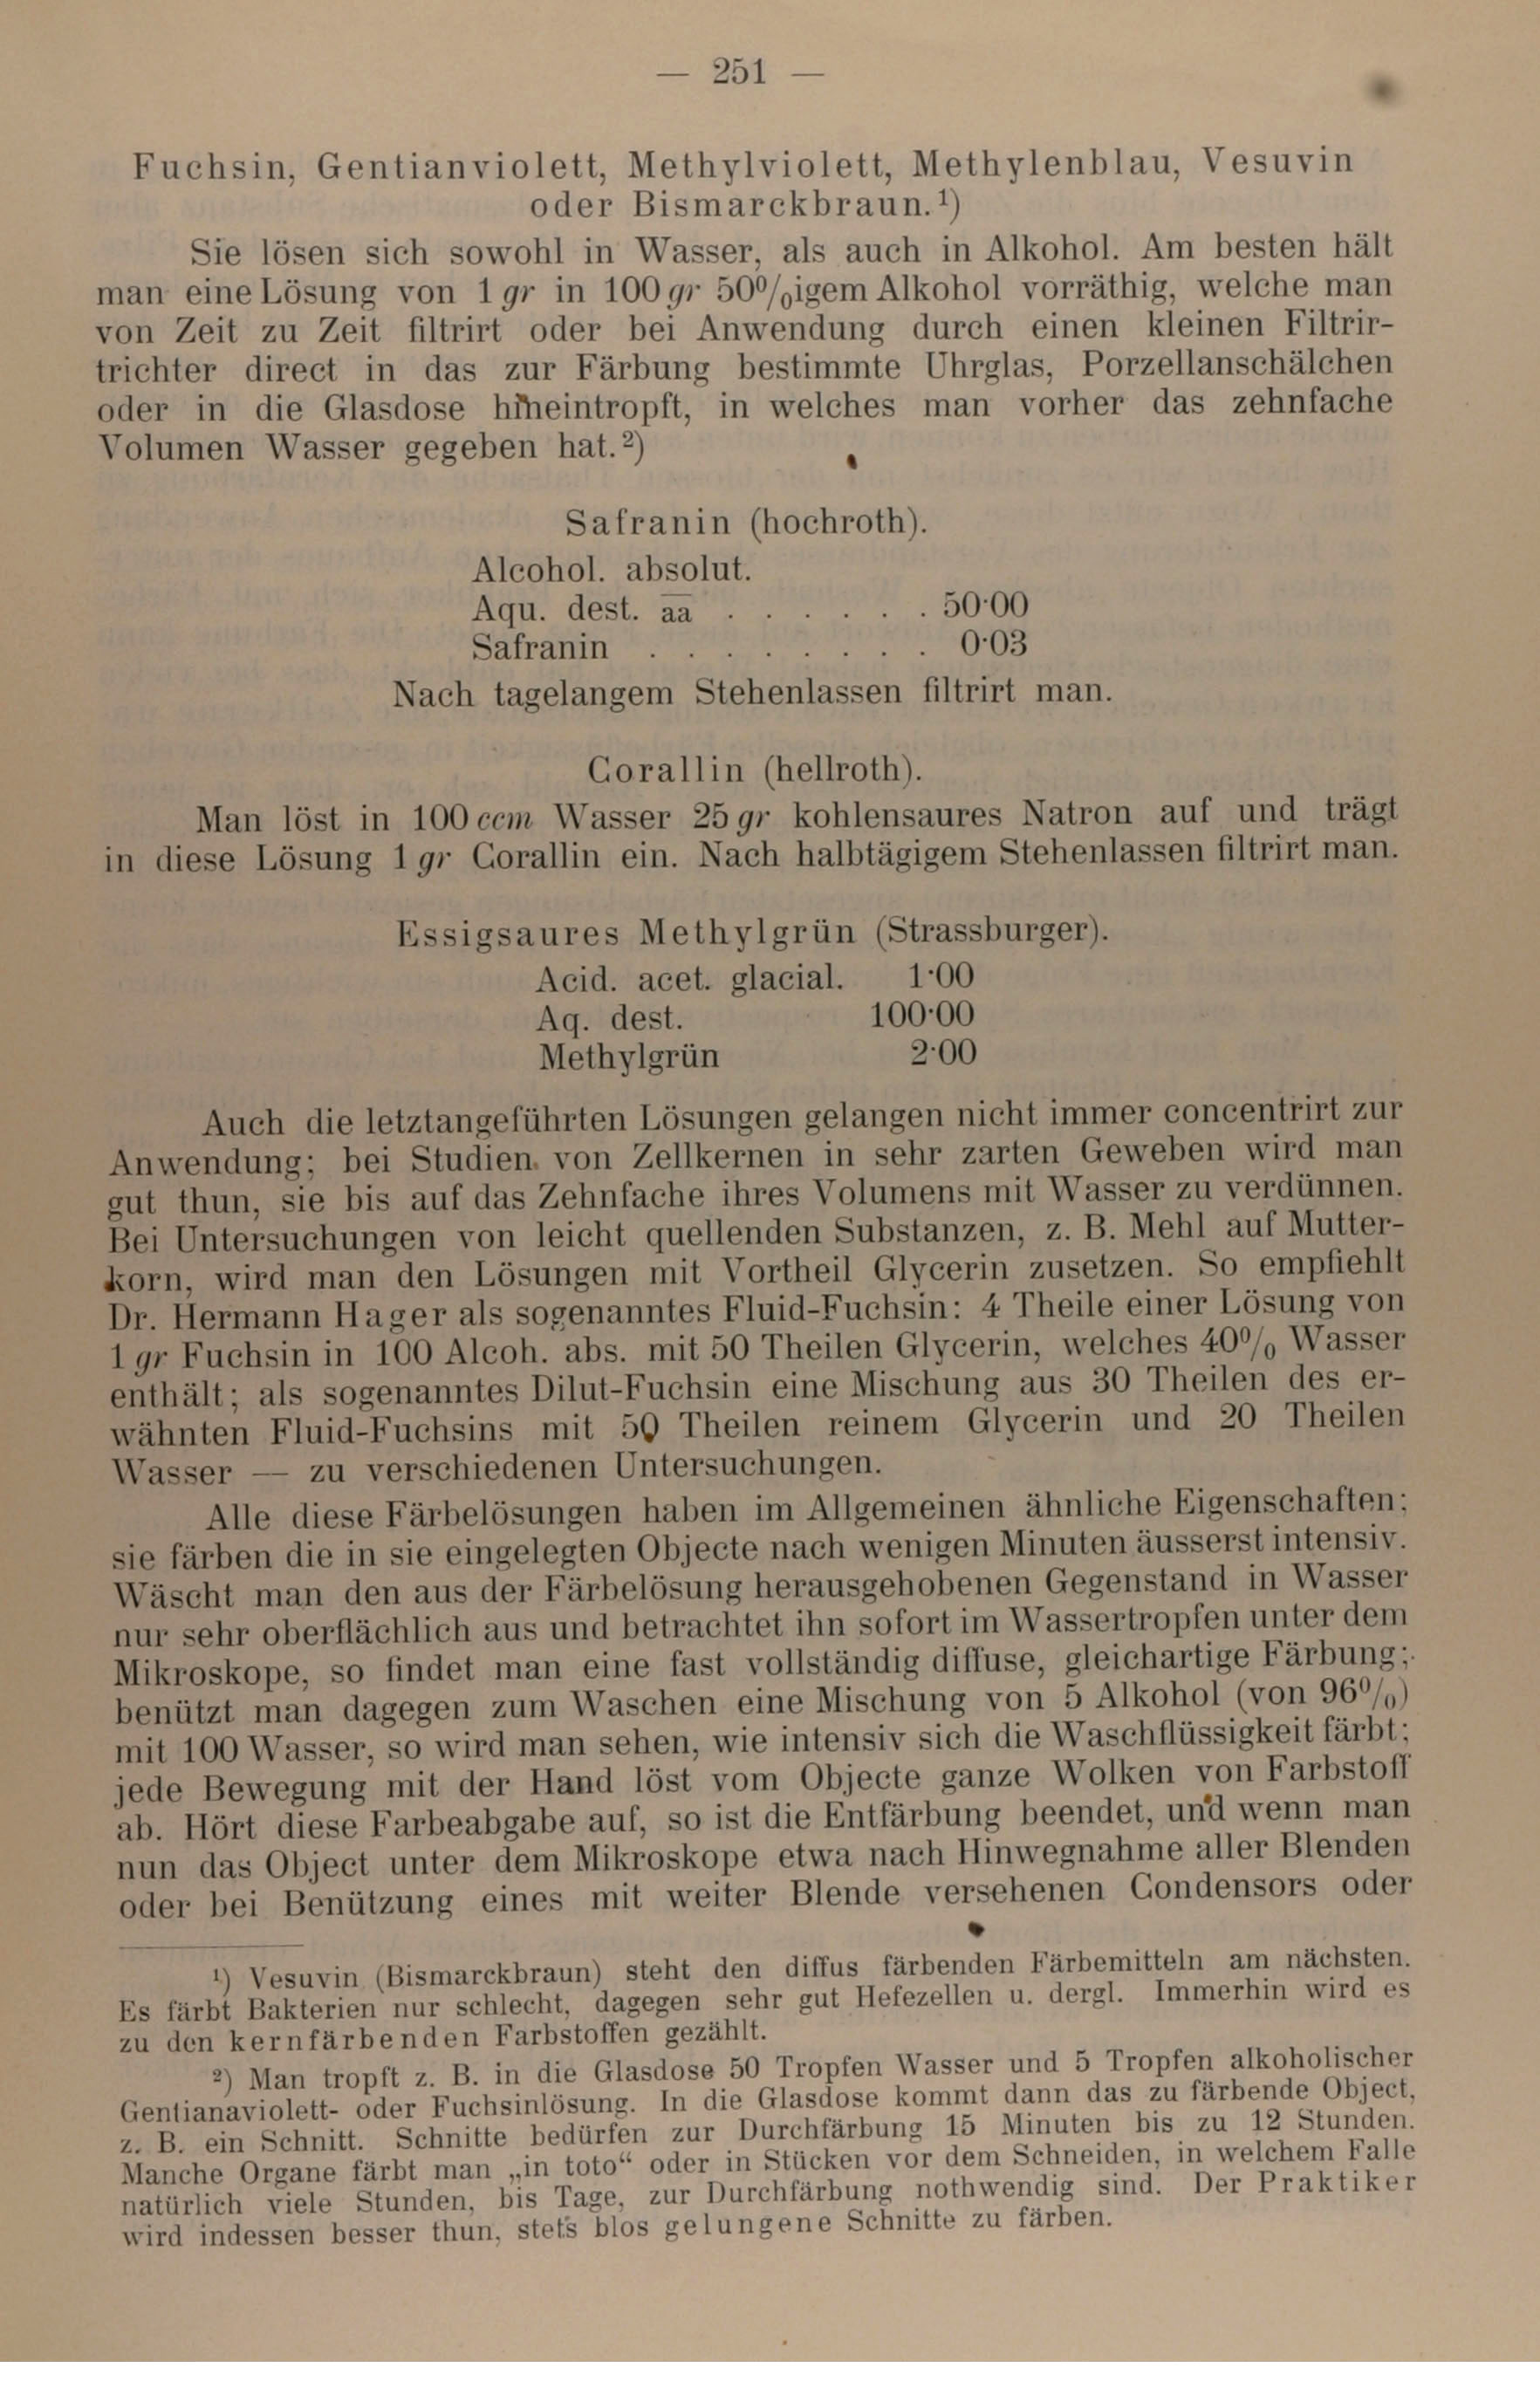 — 251 —
Fuchsin, Gentianviolett, Methylviolett, Methylenblau, Vesuvin
oder Bismarckbraun.¹)
Sie lösen sich sowohl in Wasser, als auch in Alkohol. Am besten hält
man eine Lösung von 1 gr in 100 gr 50⁰/₀igem Alkohol vorräthig, welche man
von Zeit zu Zeit filtrirt oder bei Anwendung durch einen kleinen Filtrir-
trichter direct in das zur Färbung bestimmte Uhrglas, Porzellanschälchen
oder in die Glasdose hineintropft, in welches man vorher das zehnfache
Volumen Wasser gegeben hat.²)
Safranin (hochroth).
Alcohol. absolut.
Aqu. dest. a̅a̅ . . . . . . 50·00
Safranin . . . . . . . . 0·03
Nach tagelangem Stehenlassen filtrirt man.
Corallin (hellroth).
Man löst in 100 ccm Wasser 25 gr kohlensaures Natron auf und trägt
in diese Lösung 1 gr Corallin ein. Nach halbtägigem Stehenlassen filtrirt man.
Essigsaures Methylgrün (Strassburger).
Acid. acet. glacial. 1·00
Aq. dest. 100·00
Methylgrün 2·00
Auch die letztangeführten Lösungen gelangen nicht immer concentrirt zur
Anwendung; bei Studien von Zellkernen in sehr zarten Geweben wird man
gut thun, sie bis auf das Zehnfache ihres Volumens mit Wasser zu verdünnen.
Bei Untersuchungen von leicht quellenden Substanzen, z. B. Mehl auf Mutter-
korn, wird man den Lösungen mit Vortheil Glycerin zusetzen. So empfiehlt
Dr. Hermann Hager als sogenanntes Fluid-Fuchsin: 4 Theile einer Lösung von
1 gr Fuchsin in 100 Alcoh. abs. mit 50 Theilen Glycerin, welches 40⁰/₀ Wasser
enthält; als sogenanntes Dilut-Fuchsin eine Mischung aus 30 Theilen des er-
wähnten Fluid-Fuchsins mit 50 Theilen reinem Glycerin und 20 Theilen
Wasser — zu verschiedenen Untersuchungen.
Alle diese Färbelösungen haben im Allgemeinen ähnliche Eigenschaften;
sie färben die in sie eingelegten Objecte nach wenigen Minuten äusserst intensiv.
Wäscht man den aus der Färbelösung herausgehobenen Gegenstand in Wasser
nur sehr oberflächlich aus und betrachtet ihn sofort im Wassertropfen unter dem
Mikroskope, so findet man eine fast vollständig diffuse, gleichartige Färbung;
benützt man dagegen zum Waschen eine Mischung von 5 Alkohol (von 96⁰/₀)
mit 100 Wasser, so wird man sehen, wie intensiv sich die Waschflüssigkeit färbt;
jede Bewegung mit der Hand löst vom Objecte ganze Wolken von Farbstoff
ab. Hört diese Farbeabgabe auf, so ist die Entfärbung beendet, und wenn man
nun das Object unter dem Mikroskope etwa nach Hinwegnahme aller Blenden
oder bei Benützung eines mit weiter Blende versehenen Condensors oder
¹) Vesuvin (Bismarckbraun) steht den diffus färbenden Färbemitteln am nächsten.
Es färbt Bakterien nur schlecht, dagegen sehr gut Hefezellen u. dergl. Immerhin wird es
zu den kernfärbenden Farbstoffen gezählt.
²) Man tropft z. B. in die Glasdose 50 Tropfen Wasser und 5 Tropfen alkoholischer
Gentianaviolett- oder Fuchsinlösung. In die Glasdose kommt dann das zu färbende Object,
z. B. ein Schnitt. Schnitte bedürfen zur Durchfärbung 15 Minuten bis zu 12 Stunden.
Manche Organe färbt man „in toto“ oder in Stücken vor dem Schneiden, in welchem Falle
natürlich viele Stunden, bis Tage, zur Durchfärbung nothwendig sind. Der Praktiker
wird indessen besser thun, stets blos gelungene Schnitte zu färben.